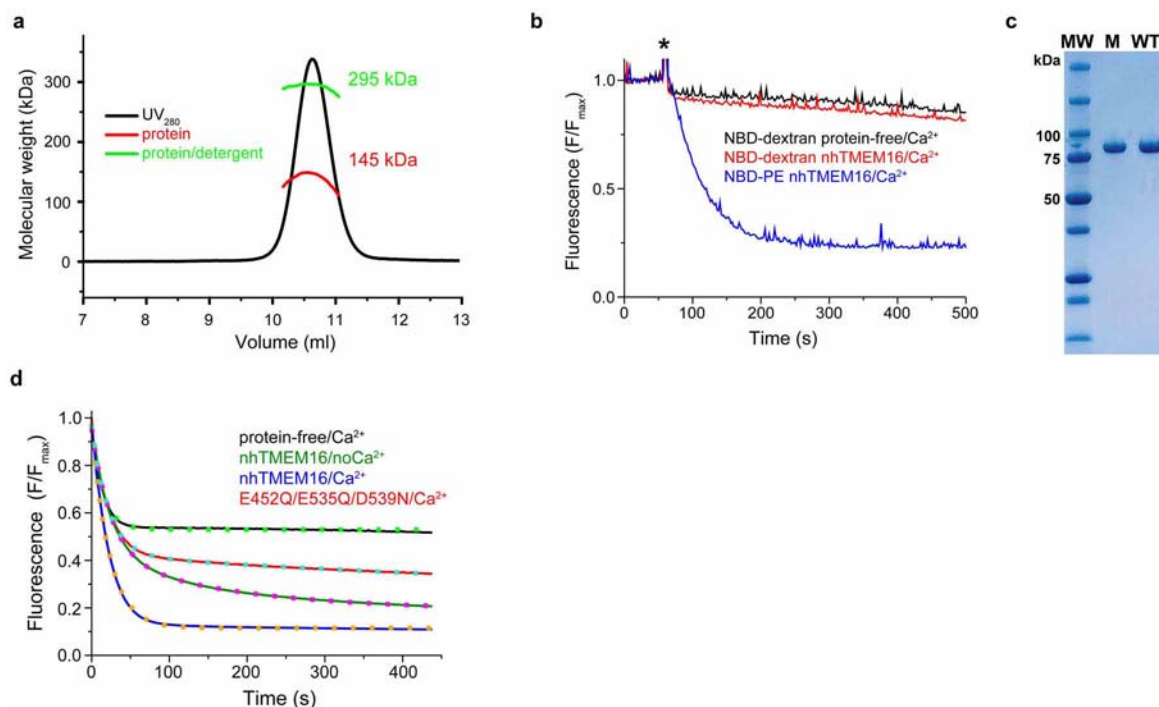 a
Molecular weight (kDa)
300
200
100
0
7 8 9 10 11 12 13
Volume (ml)
UV280
protein
protein/detergent
295 kDa
145 kDa
b
*
Fluorescence (F/Fmax)
1.0
0.5
0.0
0 100 200 300 400 500
Time (s)
NBD-dextran protein-free/Ca2+
NBD-dextran nhTMEM16/Ca2+
NBD-PE nhTMEM16/Ca2+
c
MW M WT
kDa
100
75
50
d
Fluorescence (F/Fmax)
1.0
0.8
0.6
0.4
0.2
0.0
0 100 200 300 400
Time (s)
protein-free/Ca2+
nhTMEM16/noCa2+
nhTMEM16/Ca2+
E452Q/E535Q/D539N/Ca2+